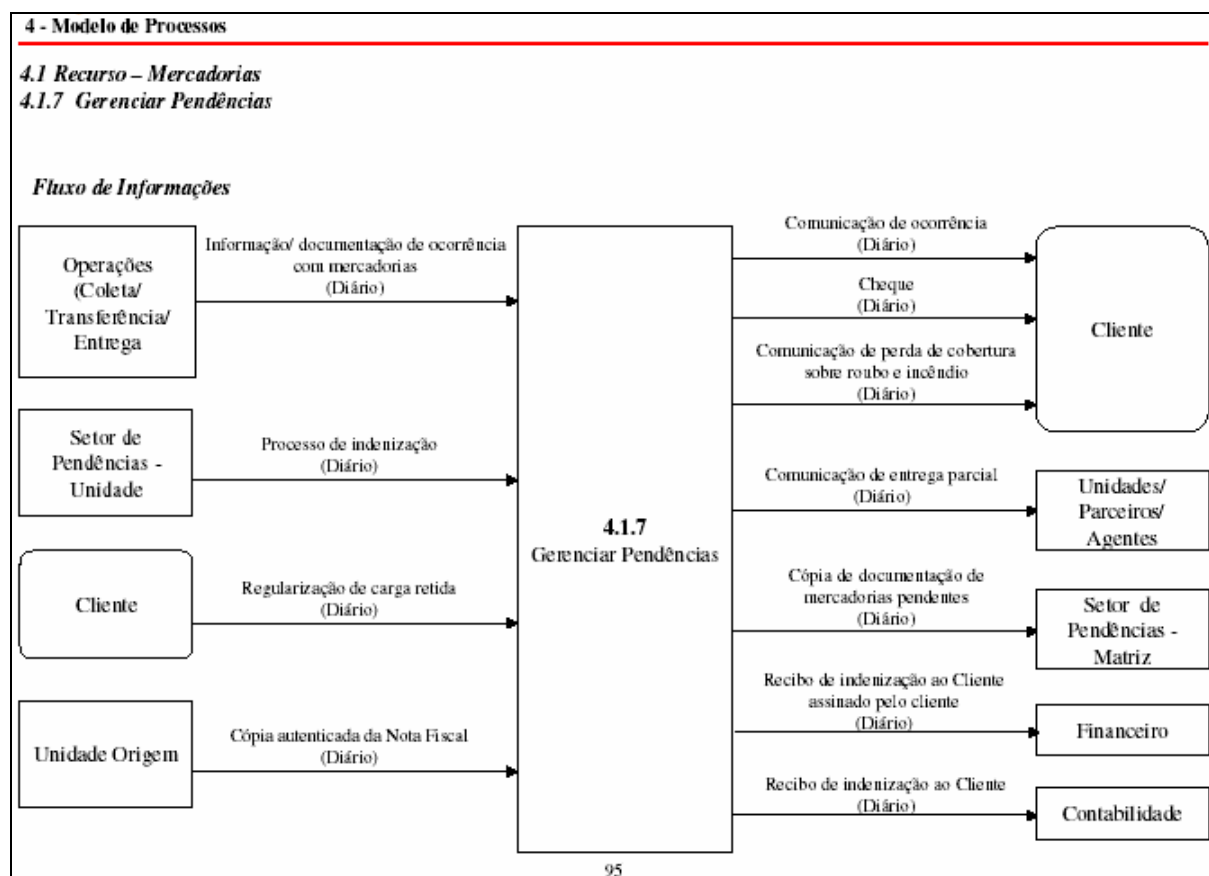 4 - Modelo de Processos
4.1 Recurso – Mercadorias
4.1.7 Gerenciar Pendências
Fluxo de Informações
Operações
(Coleta/
Transferência/
Entrega
Informação/ documentação de ocorrência
com mercadorias
(Diário)
Setor de
Pendências -
Unidade
Processo de indenização
(Diário)
Cliente
Regularização de carga retida
(Diário)
Unidade Origem
Cópia autenticada da Nota Fiscal
(Diário)
4.1.7
Gerenciar Pendências
Comunicação de ocorrência
(Diário)
Cheque
(Diário)
Comunicação de perda de cobertura
sobre roubo e incêndio
(Diário)
Cliente
Comunicação de entrega parcial
(Diário)
Unidades/
Parceiros/
Agentes
Cópia de documentação de
mercadorias pendentes
(Diário)
Setor de
Pendências -
Matriz
Recibo de indenização ao Cliente
assinado pelo cliente
(Diário)
Financeiro
Recibo de indenização ao Cliente
(Diário)
Contabilidade
95